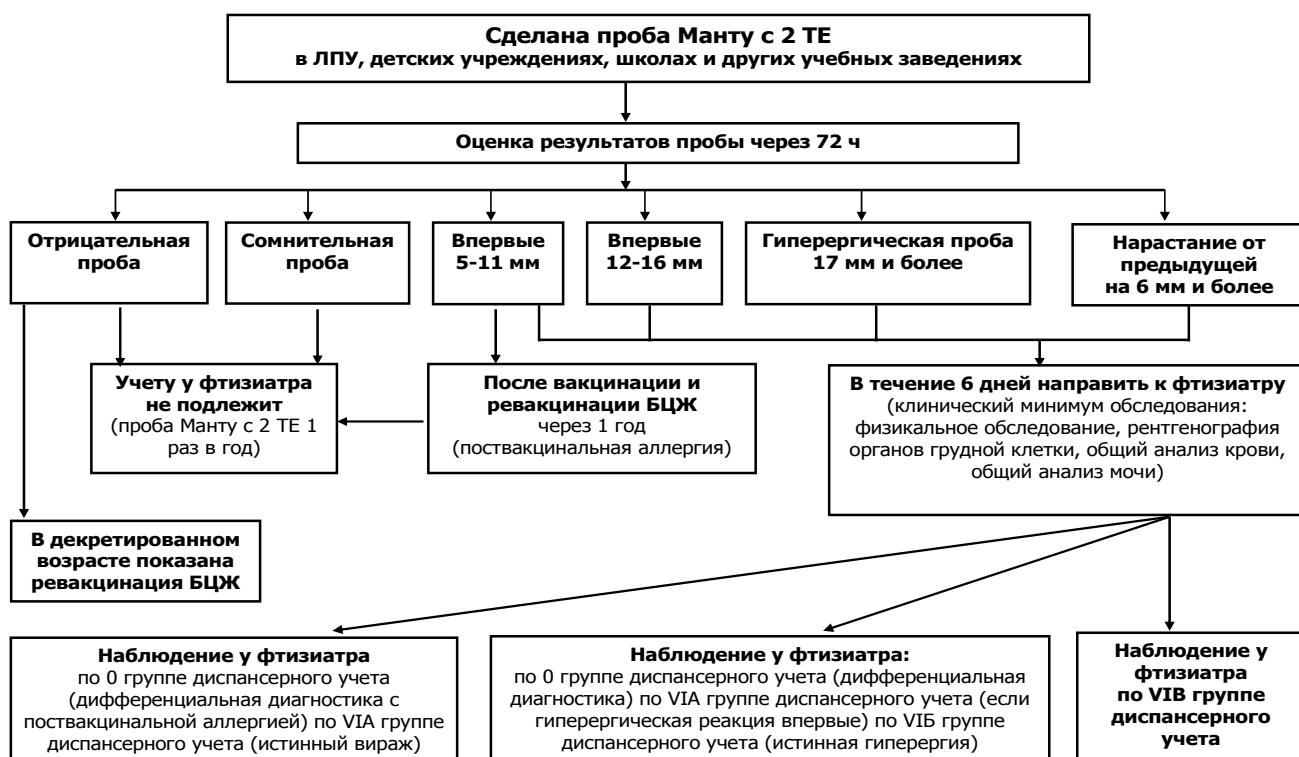 Сделана проба Манту с 2 ТЕ
в ЛПУ, детских учреждениях, школах и других учебных заведениях
Оценка результатов пробы через 72 ч
Отрицательная
проба
Сомнительная
проба
Впервые
5-11 мм
Впервые
12-16 мм
Гиперергическая проба
17 мм и более
Нарастание от
предыдущей
на 6 мм и более
Учету у фтизиатра
не подлежит
(проба Манту с 2 ТЕ 1
раз в год)
После вакцинации и
ревакцинации БЦЖ
через 1 год
(поствакцинальная аллергия)
В течение 6 дней направить к фтизиатру
(клинический минимум обследования:
физикальное обследование, рентгенография
органов грудной клетки, общий анализ крови,
общий анализ мочи)
В декретированном
возрасте показана
ревакцинация БЦЖ
Наблюдение у фтизиатра
по 0 группе диспансерного учета
(дифференциальная диагностика с
поствакцинальной аллергией) по VIA группе
диспансерного учета (истинный вираж)
Наблюдение у фтизиатра:
по 0 группе диспансерного учета (дифференциальная
диагностика) по VIA группе диспансерного учета (если
гиперергическая реакция впервые) по VIБ группе
диспансерного учета (истинная гиперергия)
Наблюдение у
фтизиатра
по VIВ группе
диспансерного
учета